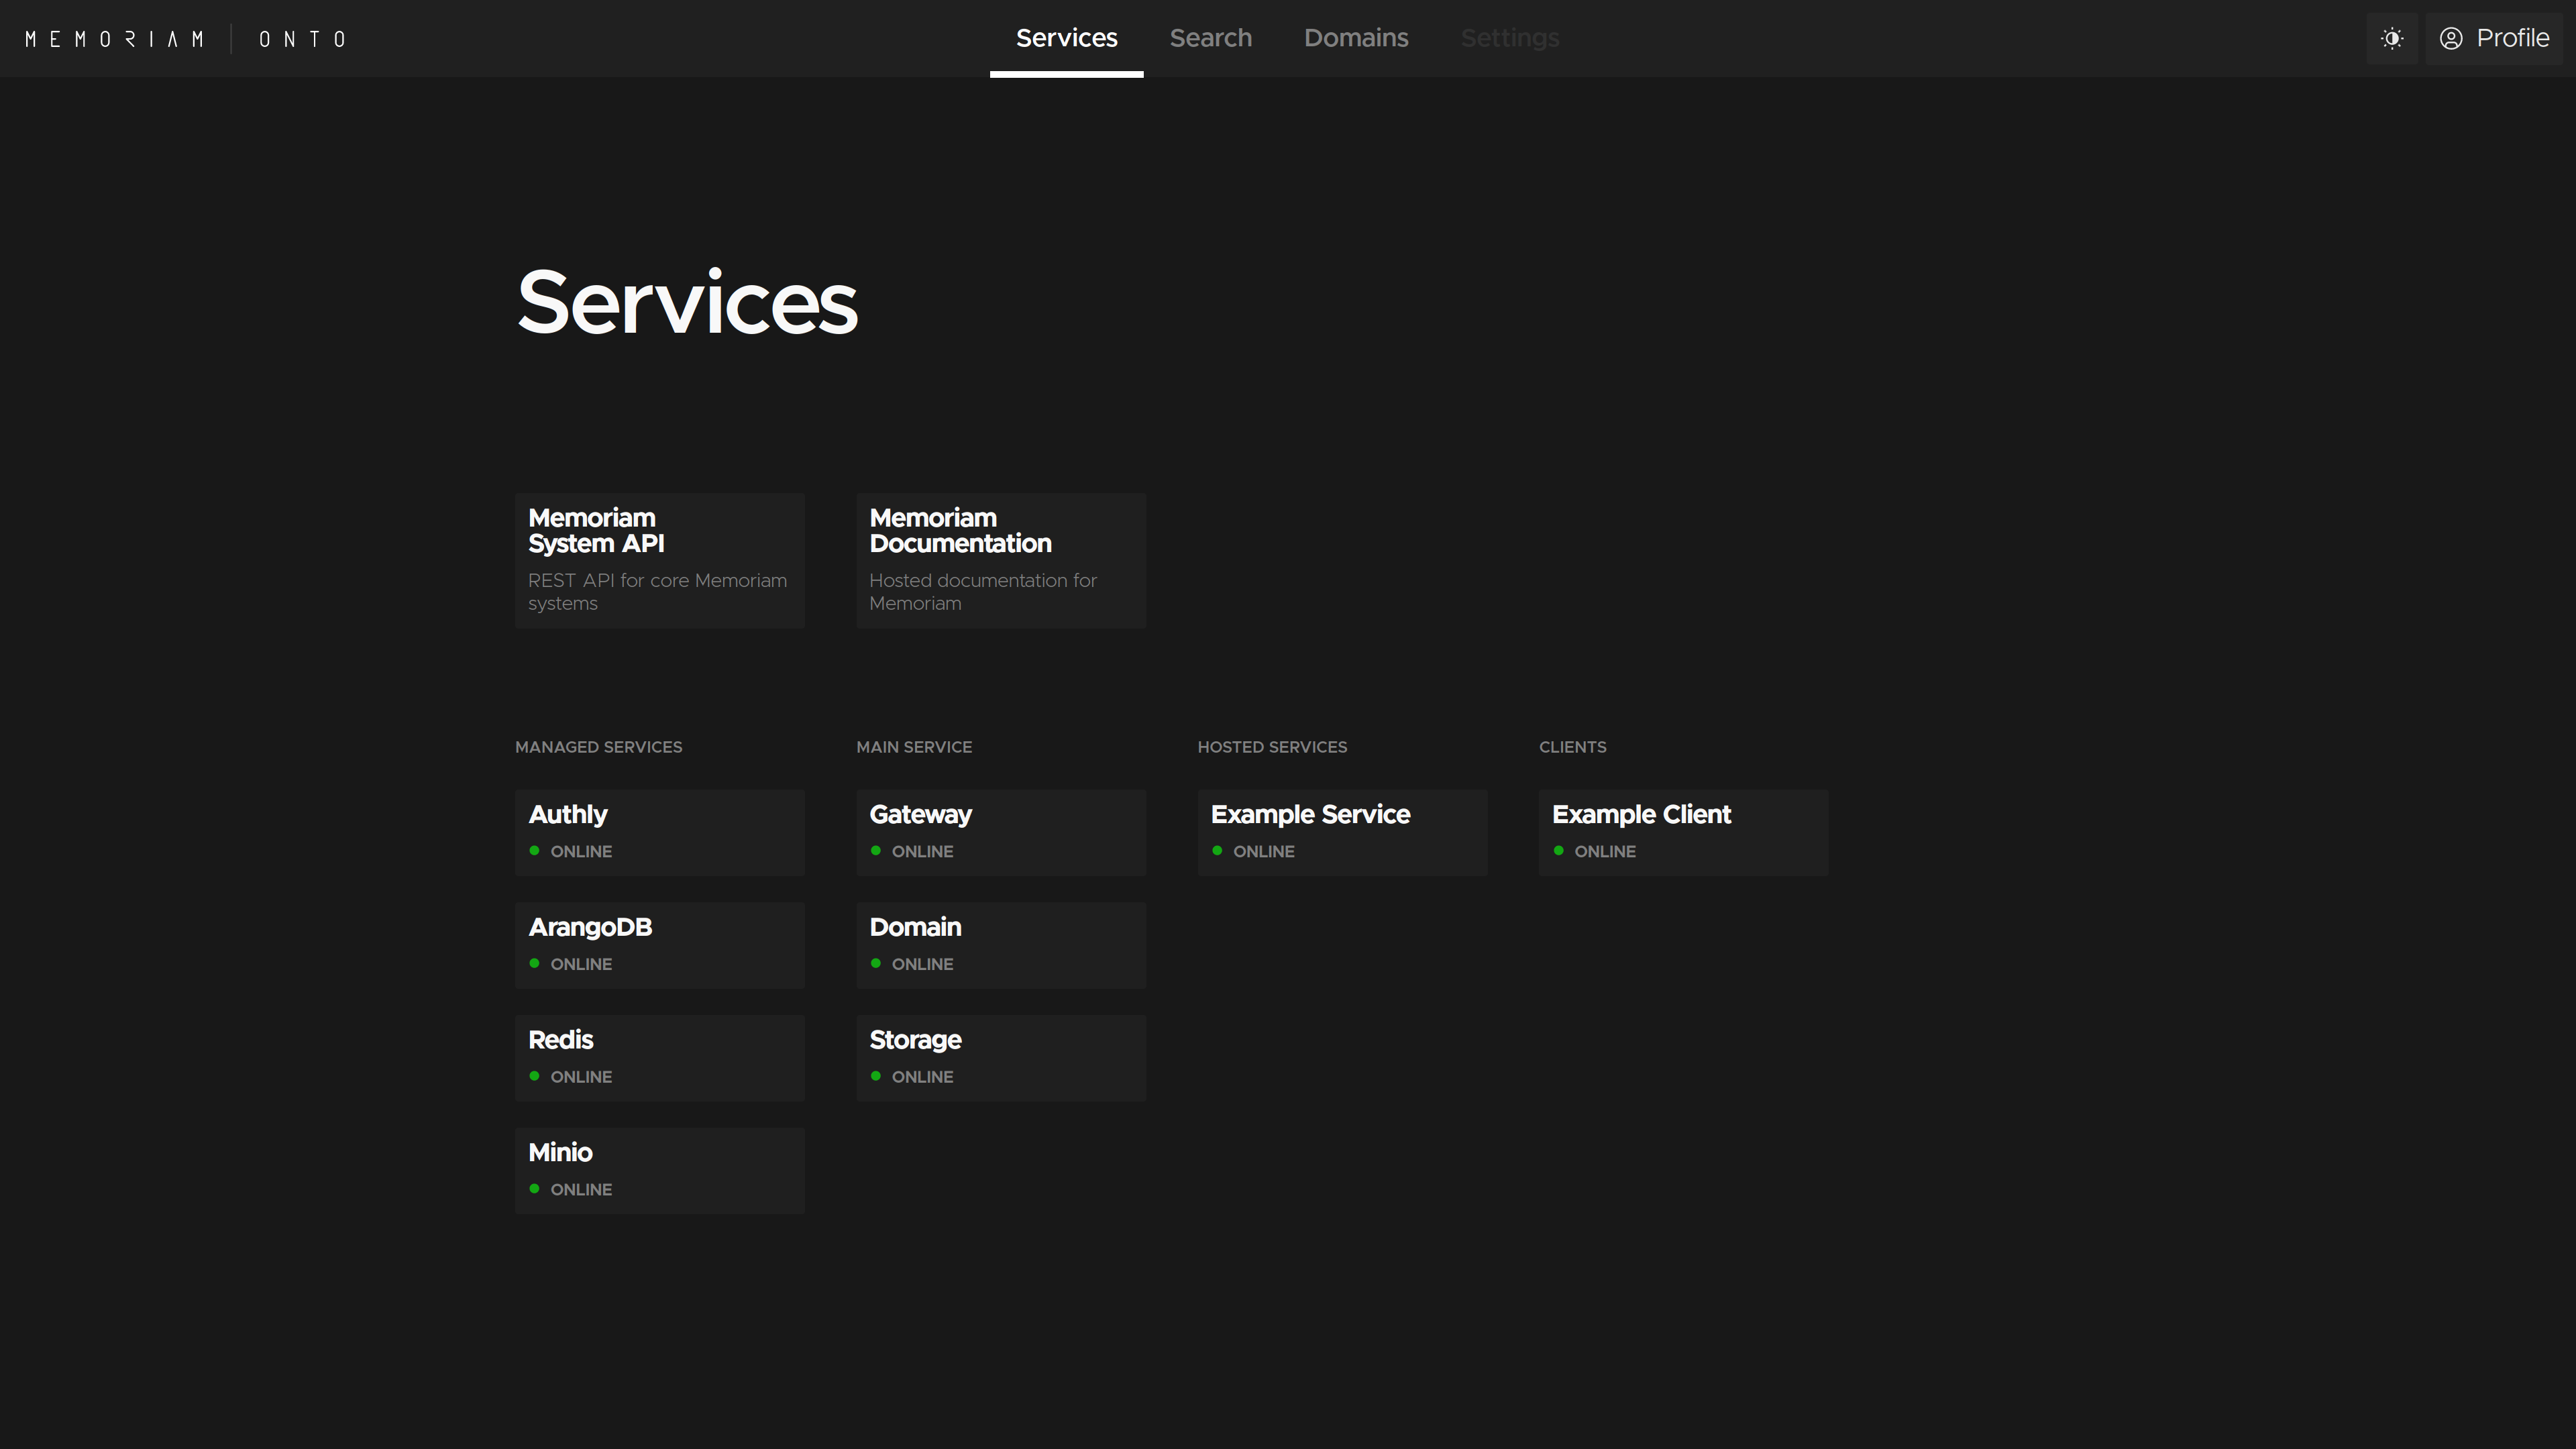 MEMORIAM | ONTO
Services
Search
Domains
Settings
Profile
Services
Memoriam
System API
REST API for core Memoriam
systems
Memoriam
Documentation
Hosted documentation for
Memoriam
MANAGED SERVICES
Authly
ONLINE
ArangoDB
ONLINE
Redis
ONLINE
Minio
ONLINE
MAIN SERVICE
Gateway
ONLINE
Domain
ONLINE
Storage
ONLINE
HOSTED SERVICES
Example Service
ONLINE
CLIENTS
Example Client
ONLINE